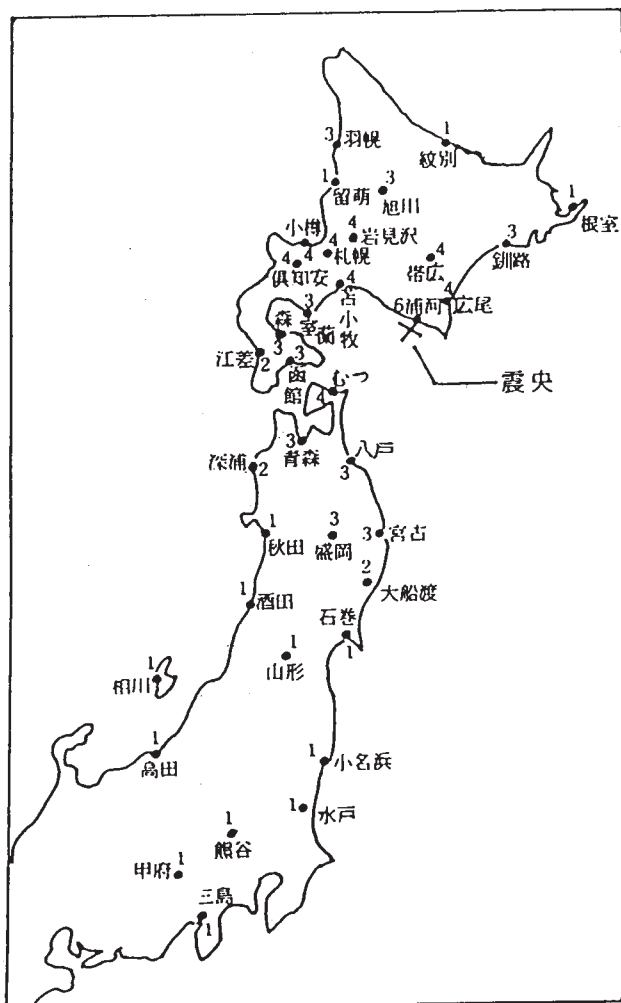 3 羽幌
1 紋別
1 留萌
3 旭川
1 根室
小樽 4
4 岩見沢
4 札幌
3 釧路
4 倶知安
4 帯広
4 苫小牧
6 浦河
4 広尾
3 室蘭
森 3
江差 2
3 函館
震央
むつ 4
3 青森
八戸 3
深浦 2
1 秋田
3 盛岡
3 宮古
2 大船渡
1 酒田
石巻 1
1 山形
1 相川
1 高田
1 小名浜
1 水戸
1 熊谷
甲府 1
三島 1